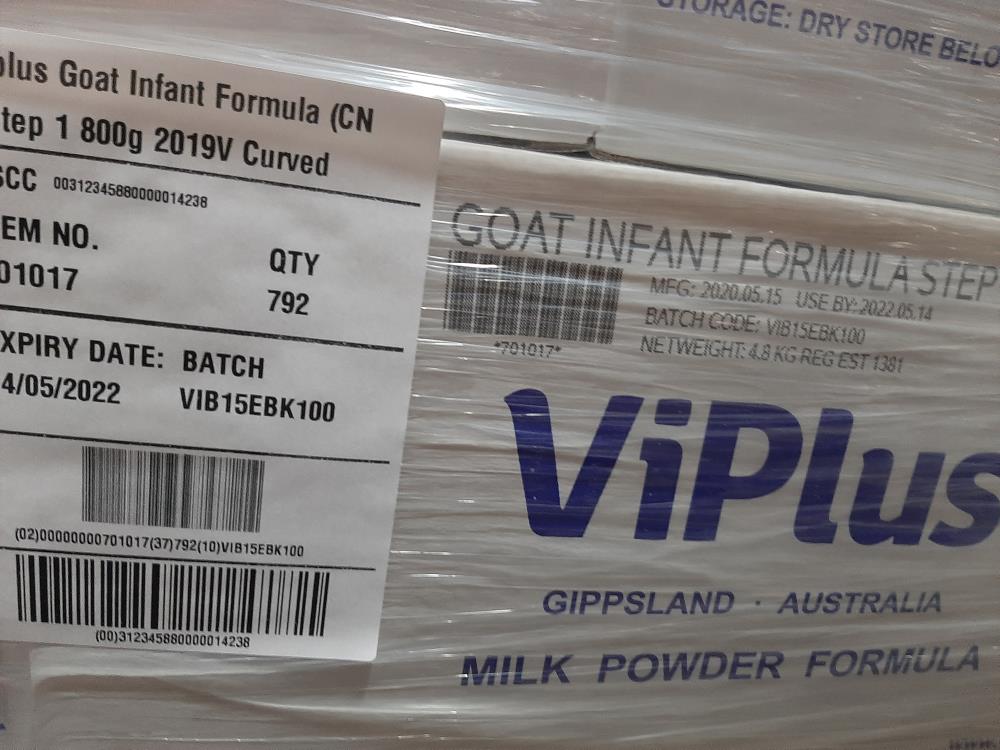 STORAGE: DRY STORE BELO
plus Goat Infant Formula (CN
tep 1 800g 2019V Curved
SCC 00312345880000014238
EM NO.
QTY
01017
792
XPIRY DATE: BATCH
4/05/2022
VIB15EBK100
(02)00000000701017(37)792(10)VIB15EBK100
(00)312345880000014238
GOAT INFANT FORMULA STEP
MFG: 2020.05.15 USE BY: 2022.05.14
BATCH CODE: VIB15EBK100
*701017*
NETWEIGHT: 4.8 KG REG EST 1381
ViPlus
GIPPSLAND · AUSTRALIA
MILK POWDER FORMULA